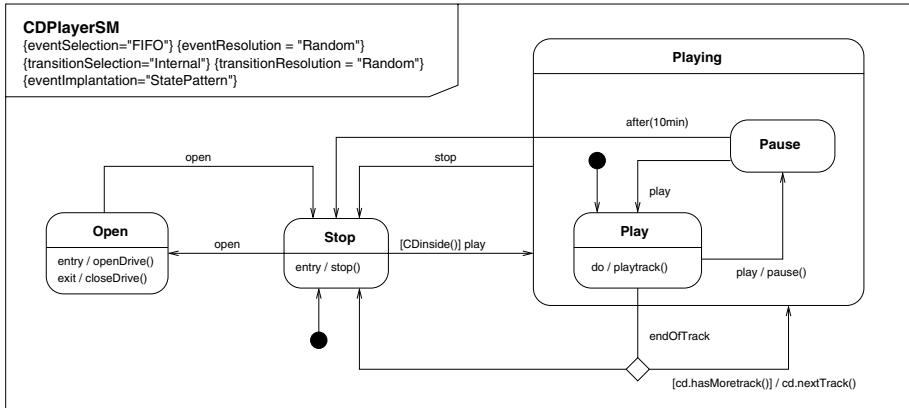 CDPlayerSM
{eventSelection="FIFO"} {eventResolution = "Random"}
{transitionSelection="Internal"} {transitionResolution = "Random"}
{eventImplantation="StatePattern"}
Playing
after(10min)
Pause
open
stop
play
Open
entry / openDrive()
exit / closeDrive()
open
Stop
entry / stop()
[CDinside()] play
Play
do / playtrack()
play / pause()
endOfTrack
[cd.hasMoretrack()] / cd.nextTrack()